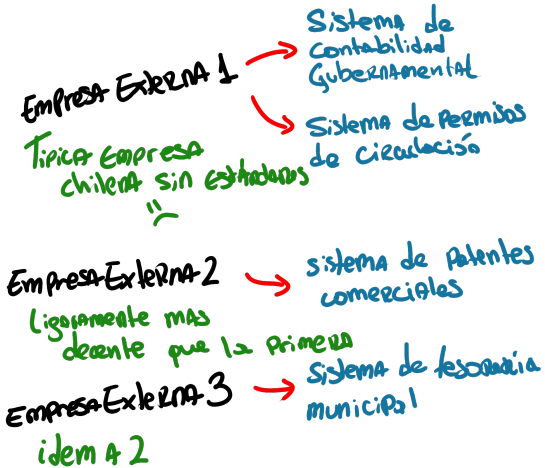 Sistema de
contabilidad
Gubernamental
Empresa Externa 1
Sistema de permisos
de circulación
Típica empresa
chilena sin estándares
:(
Empresa Externa 2
sistema de patentes
comerciales
Ligeramente más
decente que la primera
Empresa Externa 3
Sistema de tesorería
municipal
idem a 2